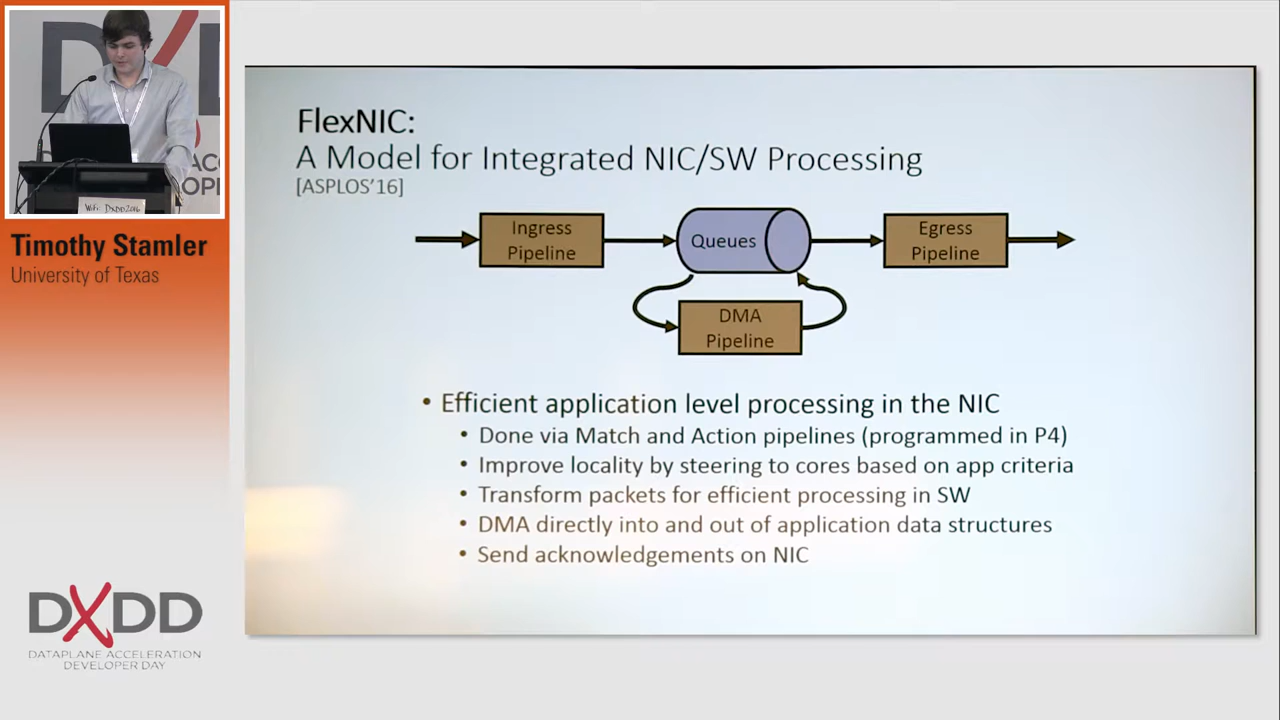 FlexNIC:
A Model for Integrated NIC/SW Processing
[ASPLOS'16]
Ingress
Pipeline
Queues
Egress
Pipeline
DMA
Pipeline
• Efficient application level processing in the NIC
• Done via Match and Action pipelines (programmed in P4)
• Improve locality by steering to cores based on app criteria
• Transform packets for efficient processing in SW
• DMA directly into and out of application data structures
• Send acknowledgements on NIC
WiFi: DXDD2016
Timothy Stamler
University of Texas
DXDD
DATAPLANE ACCELERATION
DEVELOPER DAY